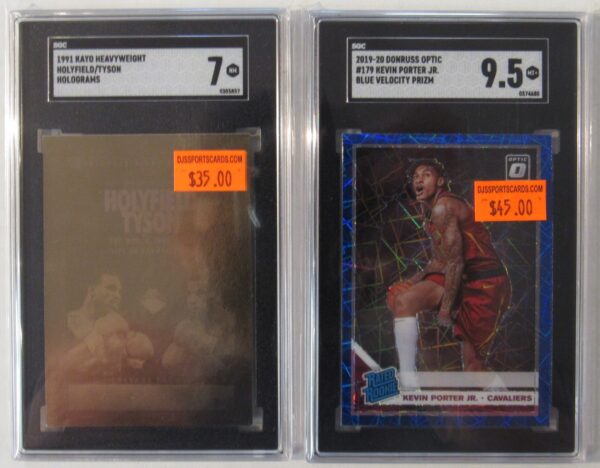 SGC
1991 KAYO HEAVYWEIGHT
HOLYFIELD/TYSON
HOLOGRAMS
7
NM
DJSSPORTSCARDS.COM
$35.00
HOLYFIELD
TYSON
SGC
2019-20 DONRUSS OPTIC
#179 KEVIN PORTER JR.
BLUE VELOCITY PRIZM
9.5
MT+
0574680
OPTIC
DJSSPORTSCARDS.COM
$45.00
RATED
ROOKIE
KEVIN PORTER JR. - CAVALIERS